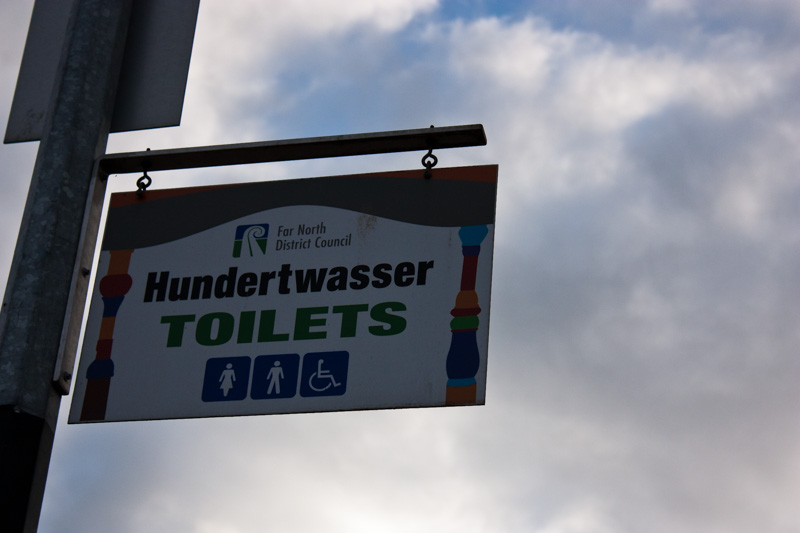 Far North
District Council
Hundertwasser
TOILETS